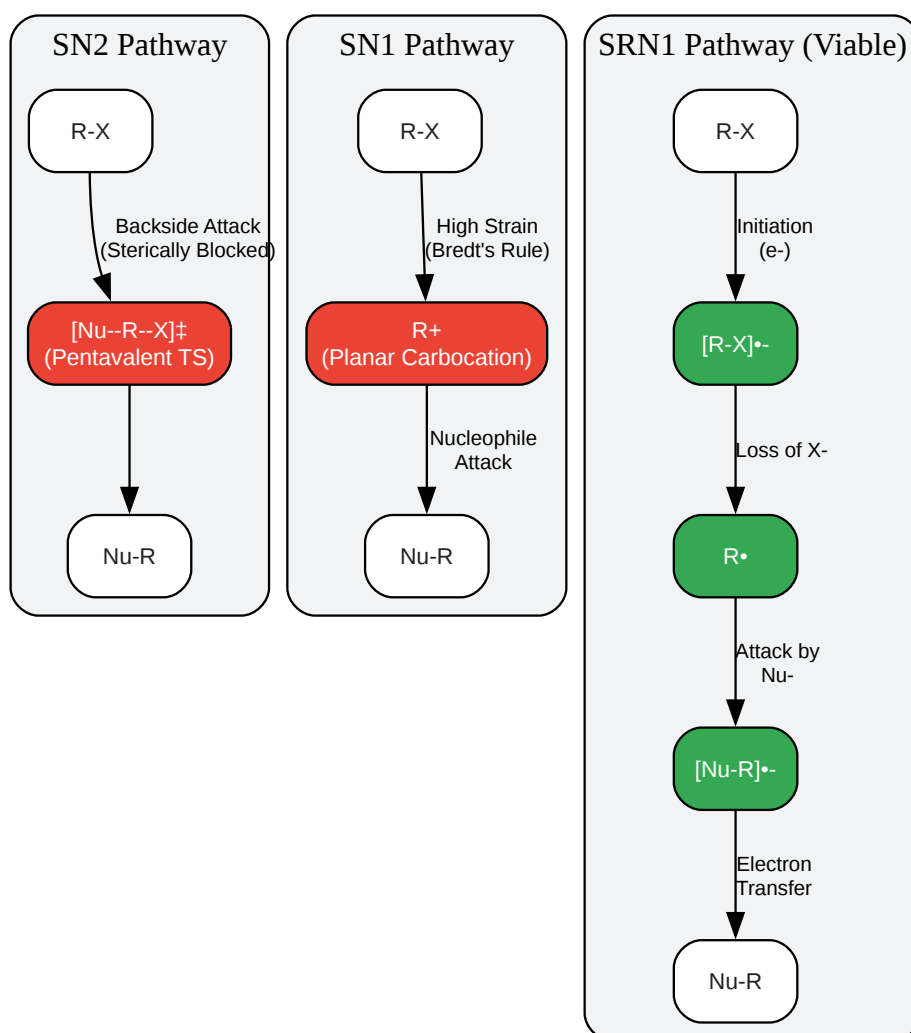 SN2 Pathway
R-X
Backside Attack
(Sterically Blocked)
[Nu--R--X]‡
(Pentavalent TS)
Nu-R
SN1 Pathway
R-X
High Strain
(Bredt's Rule)
R+
(Planar Carbocation)
Nucleophile
Attack
Nu-R
SRN1 Pathway (Viable)
R-X
Initiation
(e-)
[R-X]•-
Loss of X-
R•
Attack by
Nu-
[Nu-R]•-
Electron
Transfer
Nu-R